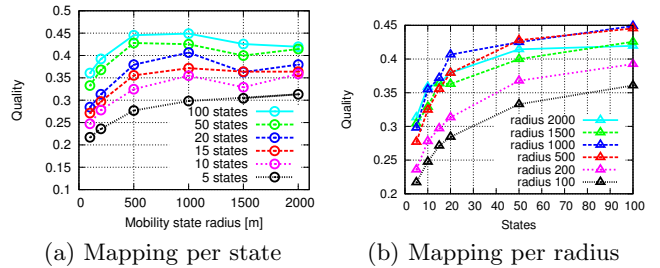 0.5
0.45
0.4
0.35
0.3
0.25
0.2
0.15
0.1
Quality
100 states
50 states
20 states
15 states
10 states
5 states
0 500 1000 1500 2000
Mobility state radius [m]
(a) Mapping per state
0.45
0.4
0.35
0.3
0.25
0.2
Quality
radius 2000
radius 1500
radius 1000
radius 500
radius 200
radius 100
0 10 20 30 40 50 60 70 80 90 100
States
(b) Mapping per radius